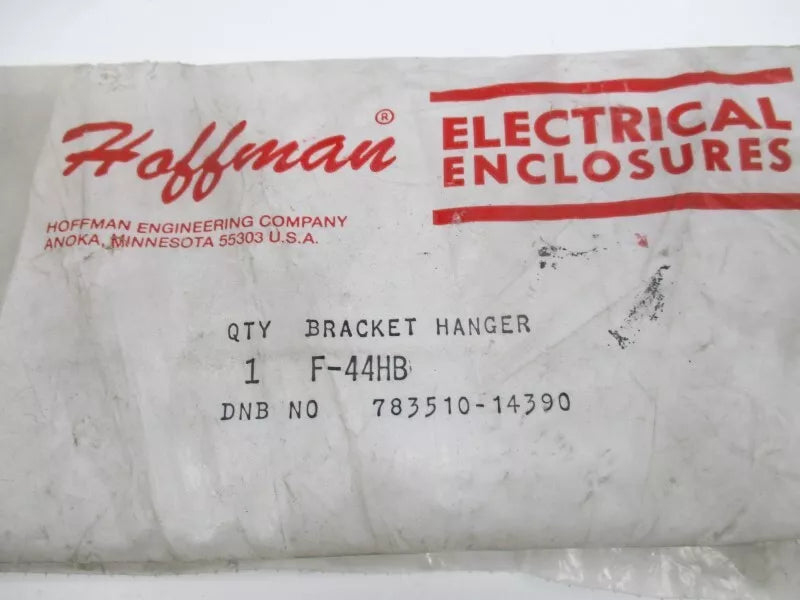 Hoffman®
HOFFMAN ENGINEERING COMPANY
ANOKA, MINNESOTA 55303 U.S.A.
ELECTRICAL
ENCLOSURES
QTY BRACKET HANGER
1 F-44HB
DNB NO 783510-14390